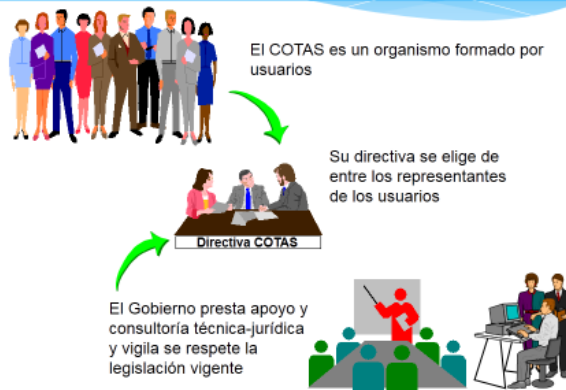 El COTAS es un organismo formado por
usuarios
Su directiva se elige de
entre los representantes
de los usuarios
Directiva COTAS
El Gobierno presta apoyo y
consultoría técnica-jurídica
y vigila se respete la
legislación vigente